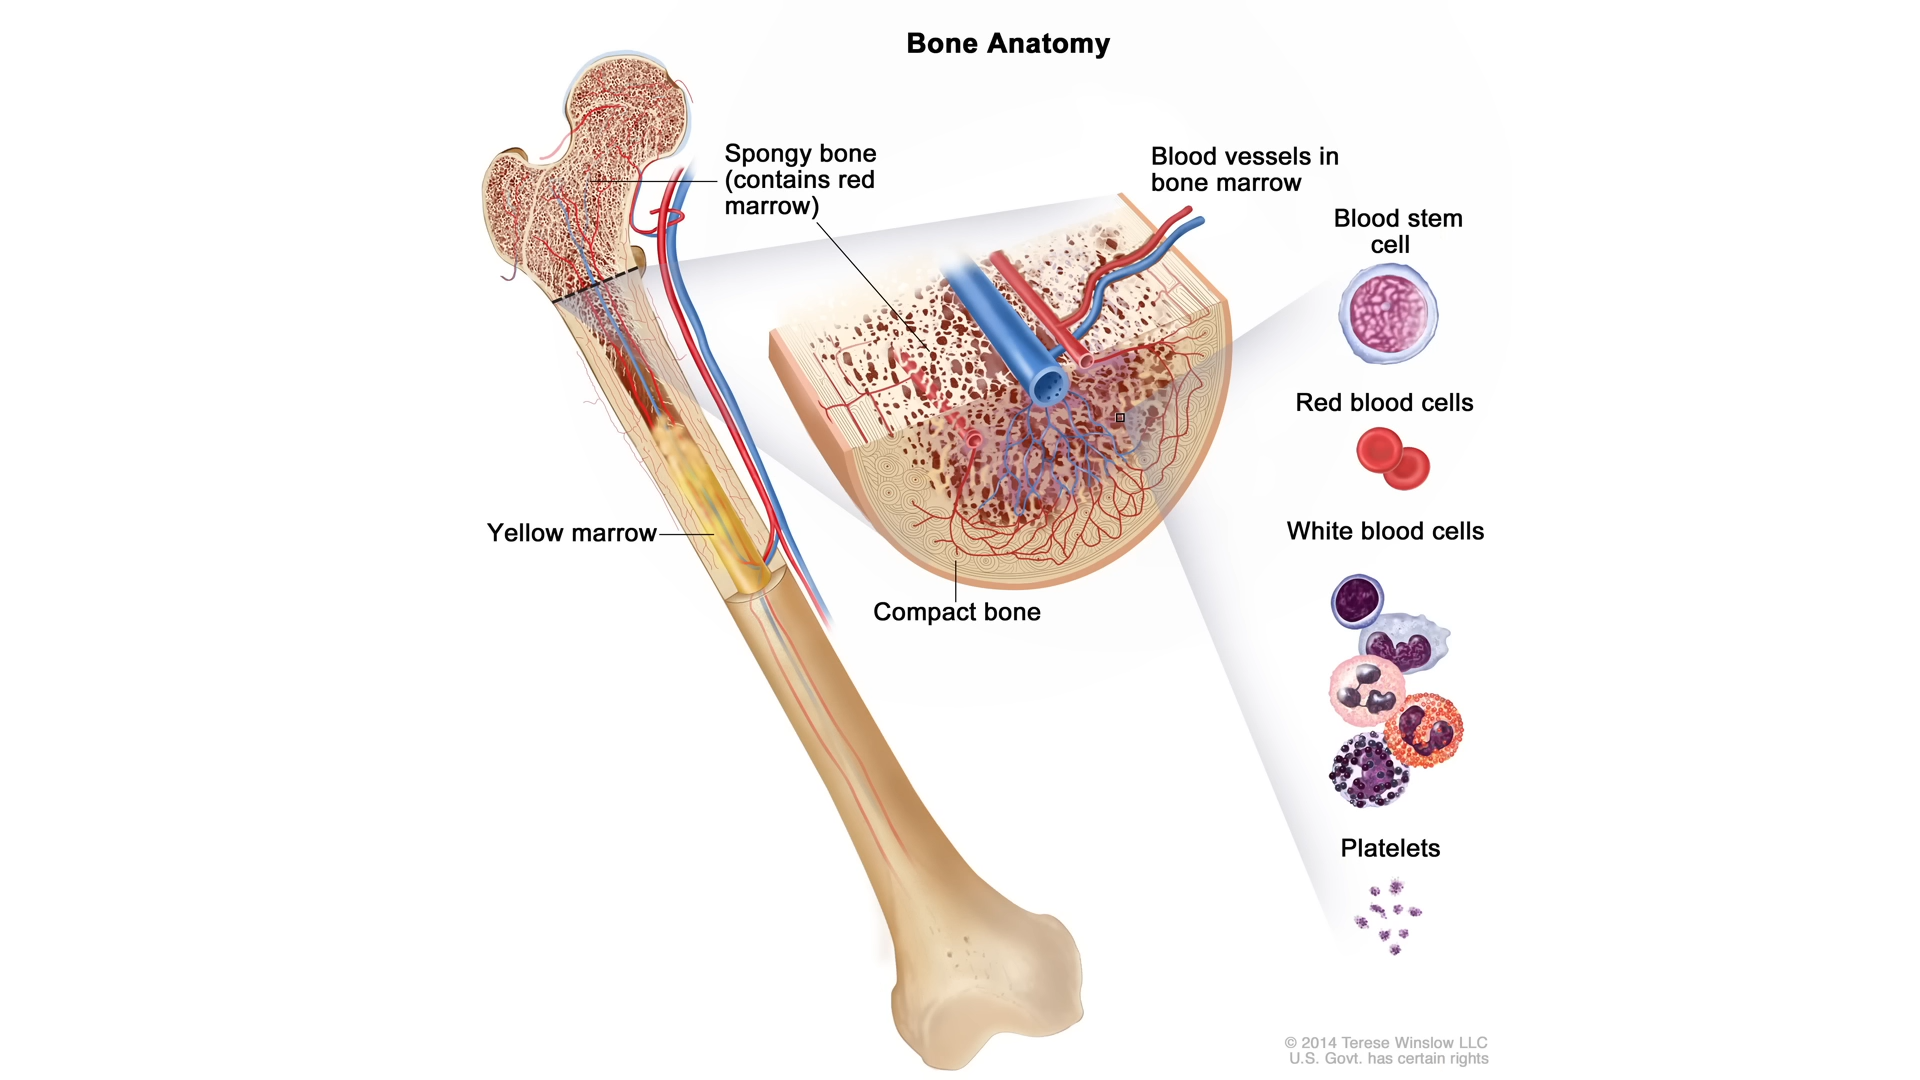 Bone Anatomy
Spongy bone
(contains red
marrow)
Blood vessels in
bone marrow
Blood stem
cell
Red blood cells
White blood cells
Yellow marrow
Compact bone
Platelets
© 2014 Terese Winslow LLC
U.S. Govt. has certain rights